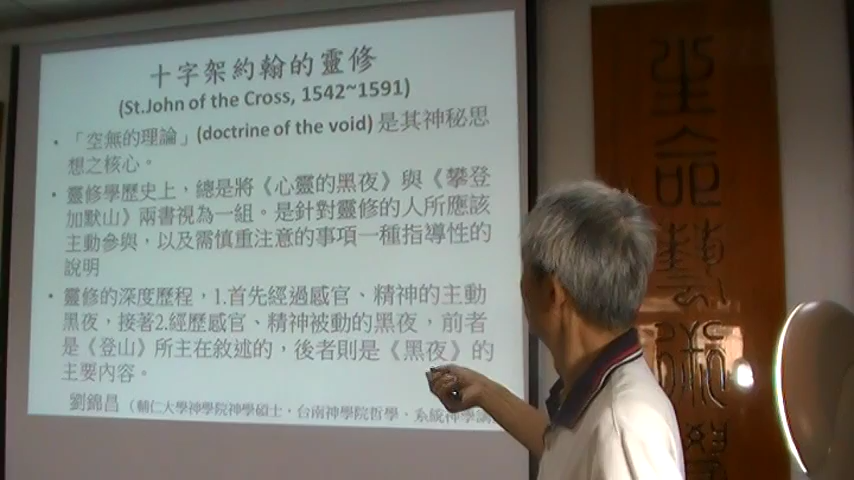 十字架約翰的靈修
(St.John of the Cross, 1542~1591)
• 「空無的理論」(doctrine of the void) 是其神秘思
想之核心。
• 靈修學歷史上，總是將《心靈的黑夜》與《攀登
加默山》兩書視為一組。是針對靈修的人所應該
主動參與，以及需慎重注意的事項一種指導性的
說明
• 靈修的深度歷程，1.首先經過感官、精神的主動
黑夜，接著2.經歷感官、精神被動的黑夜，前者
是《登山》所主在敘述的，後者則是《黑夜》的
主要內容。
劉錦昌（輔仁大學神學院神學碩士，台南神學院哲學、系統神學講
生命藝術